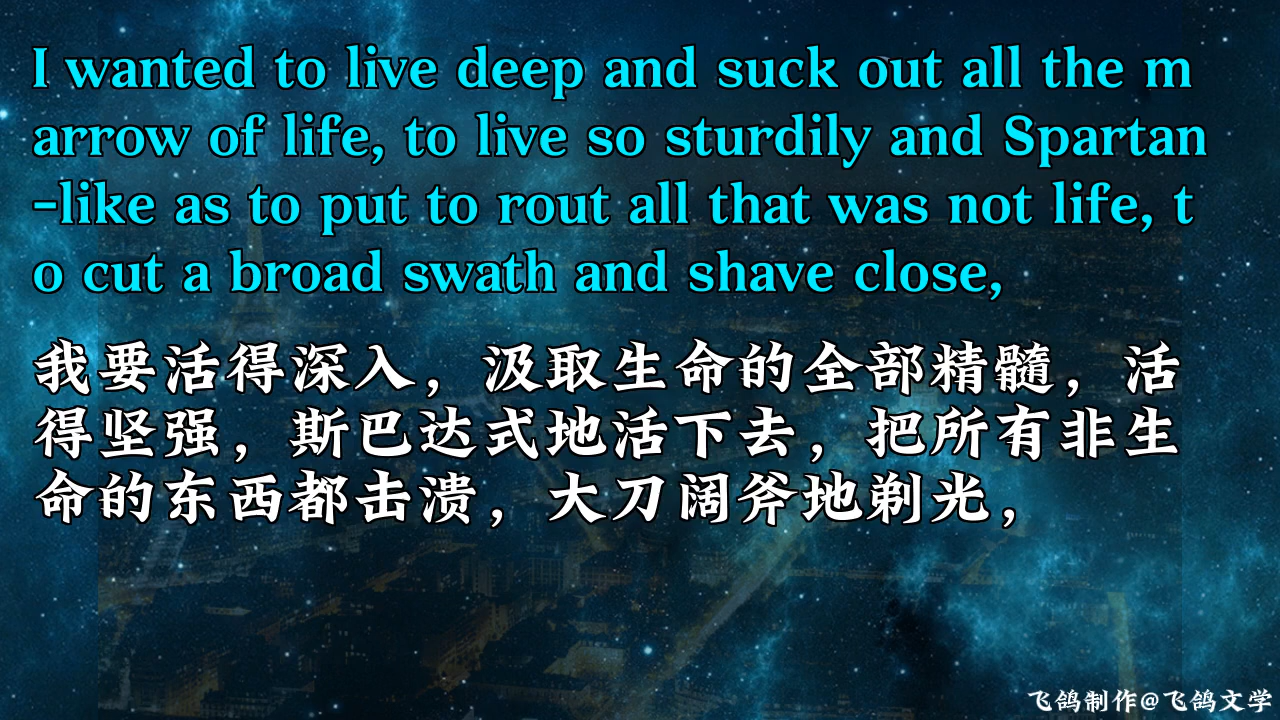 I wanted to live deep and suck out all the m
arrow of life, to live so sturdily and Spartan
-like as to put to rout all that was not life, t
o cut a broad swath and shave close,
我要活得深入，汲取生命的全部精髓，活
得坚强，斯巴达式地活下去，把所有非生
命的东西都击溃，大刀阔斧地剃光，
飞鸽制作@飞鸽文学